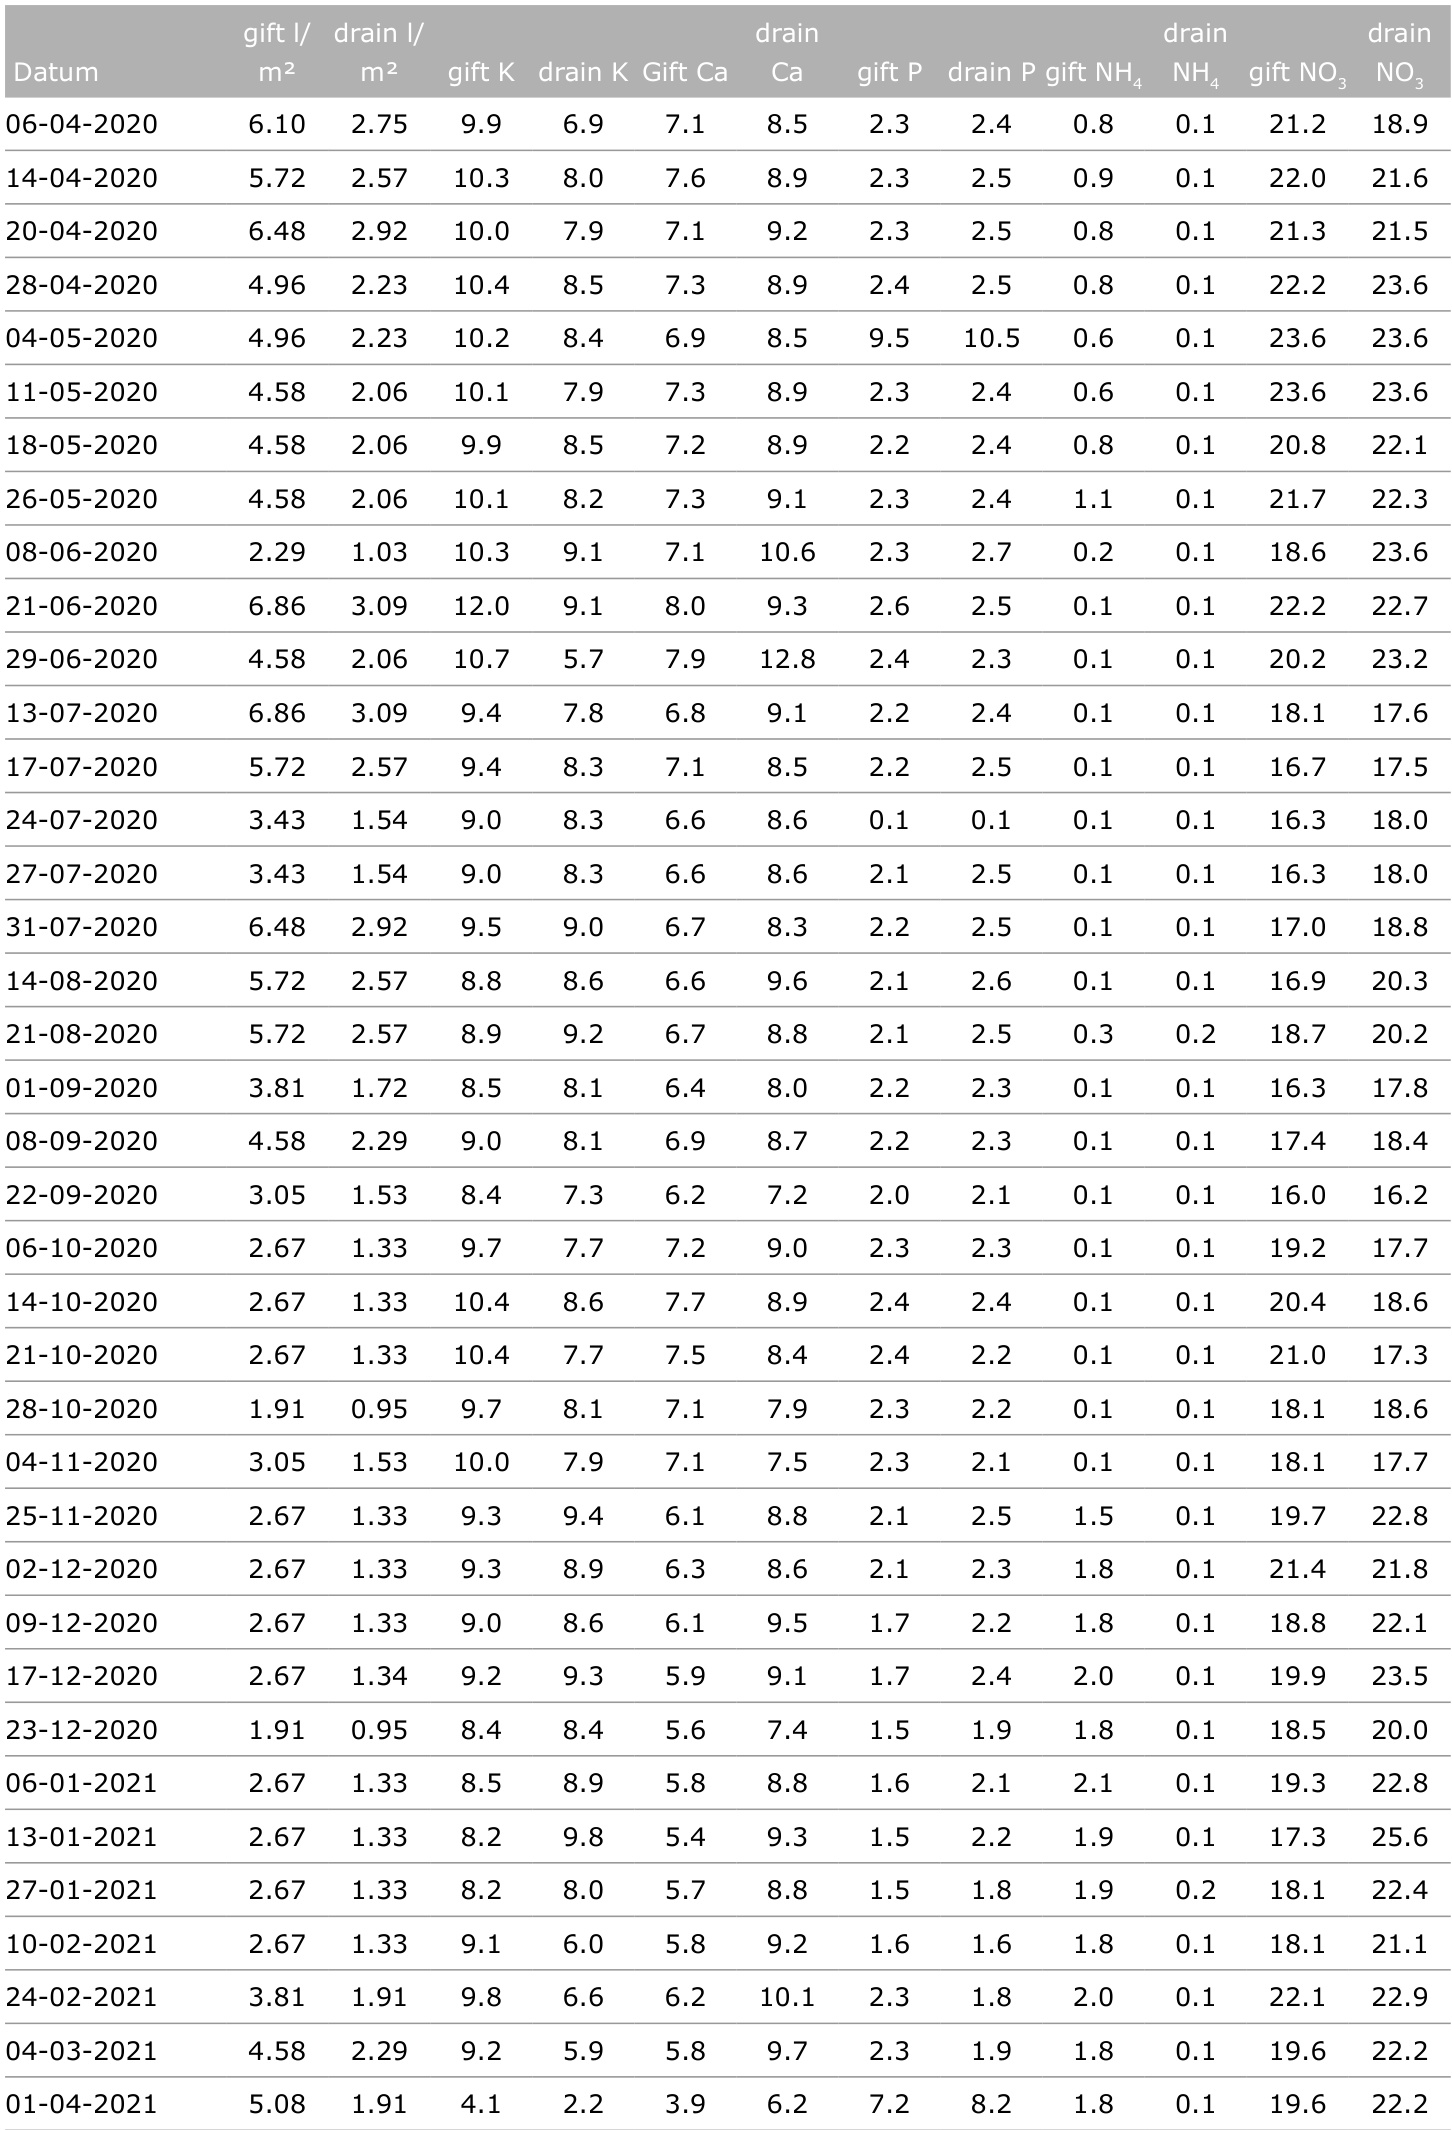 Datum gift l/m² drain l/m² gift K drain K Gift Ca drain Ca gift P drain P gift NH₄ drain NH₄ gift NO₃ drain NO₃
06-04-2020 6.10 2.75 9.9 6.9 7.1 8.5 2.3 2.4 0.8 0.1 21.2 18.9
14-04-2020 5.72 2.57 10.3 8.0 7.6 8.9 2.3 2.5 0.9 0.1 22.0 21.6
20-04-2020 6.48 2.92 10.0 7.9 7.1 9.2 2.3 2.5 0.8 0.1 21.3 21.5
28-04-2020 4.96 2.23 10.4 8.5 7.3 8.9 2.4 2.5 0.8 0.1 22.2 23.6
04-05-2020 4.96 2.23 10.2 8.4 6.9 8.5 9.5 10.5 0.6 0.1 23.6 23.6
11-05-2020 4.58 2.06 10.1 7.9 7.3 8.9 2.3 2.4 0.6 0.1 23.6 23.6
18-05-2020 4.58 2.06 9.9 8.5 7.2 8.9 2.2 2.4 0.8 0.1 20.8 22.1
26-05-2020 4.58 2.06 10.1 8.2 7.3 9.1 2.3 2.4 1.1 0.1 21.7 22.3
08-06-2020 2.29 1.03 10.3 9.1 7.1 10.6 2.3 2.7 0.2 0.1 18.6 23.6
21-06-2020 6.86 3.09 12.0 9.1 8.0 9.3 2.6 2.5 0.1 0.1 22.2 22.7
29-06-2020 4.58 2.06 10.7 5.7 7.9 12.8 2.4 2.3 0.1 0.1 20.2 23.2
13-07-2020 6.86 3.09 9.4 7.8 6.8 9.1 2.2 2.4 0.1 0.1 18.1 17.6
17-07-2020 5.72 2.57 9.4 8.3 7.1 8.5 2.2 2.5 0.1 0.1 16.7 17.5
24-07-2020 3.43 1.54 9.0 8.3 6.6 8.6 0.1 0.1 0.1 0.1 16.3 18.0
27-07-2020 3.43 1.54 9.0 8.3 6.6 8.6 2.1 2.5 0.1 0.1 16.3 18.0
31-07-2020 6.48 2.92 9.5 9.0 6.7 8.3 2.2 2.5 0.1 0.1 17.0 18.8
14-08-2020 5.72 2.57 8.8 8.6 6.6 9.6 2.1 2.6 0.1 0.1 16.9 20.3
21-08-2020 5.72 2.57 8.9 9.2 6.7 8.8 2.1 2.5 0.3 0.2 18.7 20.2
01-09-2020 3.81 1.72 8.5 8.1 6.4 8.0 2.2 2.3 0.1 0.1 16.3 17.8
08-09-2020 4.58 2.29 9.0 8.1 6.9 8.7 2.2 2.3 0.1 0.1 17.4 18.4
22-09-2020 3.05 1.53 8.4 7.3 6.2 7.2 2.0 2.1 0.1 0.1 16.0 16.2
06-10-2020 2.67 1.33 9.7 7.7 7.2 9.0 2.3 2.3 0.1 0.1 19.2 17.7
14-10-2020 2.67 1.33 10.4 8.6 7.7 8.9 2.4 2.4 0.1 0.1 20.4 18.6
21-10-2020 2.67 1.33 10.4 7.7 7.5 8.4 2.4 2.2 0.1 0.1 21.0 17.3
28-10-2020 1.91 0.95 9.7 8.1 7.1 7.9 2.3 2.2 0.1 0.1 18.1 18.6
04-11-2020 3.05 1.53 10.0 7.9 7.1 7.5 2.3 2.1 0.1 0.1 18.1 17.7
25-11-2020 2.67 1.33 9.3 9.4 6.1 8.8 2.1 2.5 1.5 0.1 19.7 22.8
02-12-2020 2.67 1.33 9.3 8.9 6.3 8.6 2.1 2.3 1.8 0.1 21.4 21.8
09-12-2020 2.67 1.33 9.0 8.6 6.1 9.5 1.7 2.2 1.8 0.1 18.8 22.1
17-12-2020 2.67 1.34 9.2 9.3 5.9 9.1 1.7 2.4 2.0 0.1 19.9 23.5
23-12-2020 1.91 0.95 8.4 8.4 5.6 7.4 1.5 1.9 1.8 0.1 18.5 20.0
06-01-2021 2.67 1.33 8.5 8.9 5.8 8.8 1.6 2.1 2.1 0.1 19.3 22.8
13-01-2021 2.67 1.33 8.2 9.8 5.4 9.3 1.5 2.2 1.9 0.1 17.3 25.6
27-01-2021 2.67 1.33 8.2 8.0 5.7 8.8 1.5 1.8 1.9 0.2 18.1 22.4
10-02-2021 2.67 1.33 9.1 6.0 5.8 9.2 1.6 1.6 1.8 0.1 18.1 21.1
24-02-2021 3.81 1.91 9.8 6.6 6.2 10.1 2.3 1.8 2.0 0.1 22.1 22.9
04-03-2021 4.58 2.29 9.2 5.9 5.8 9.7 2.3 1.9 1.8 0.1 19.6 22.2
01-04-2021 5.08 1.91 4.1 2.2 3.9 6.2 7.2 8.2 1.8 0.1 19.6 22.2